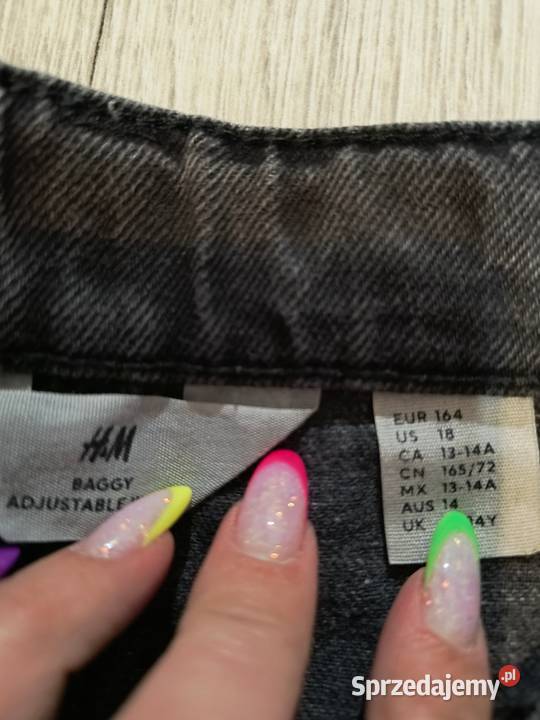 H&M
BAGGY
ADJUSTABLE
EUR 164
US 18
CA 13-14A
CN 165/72
MX 13-14A
AUS 14
UK
Sprzedajemy.pl